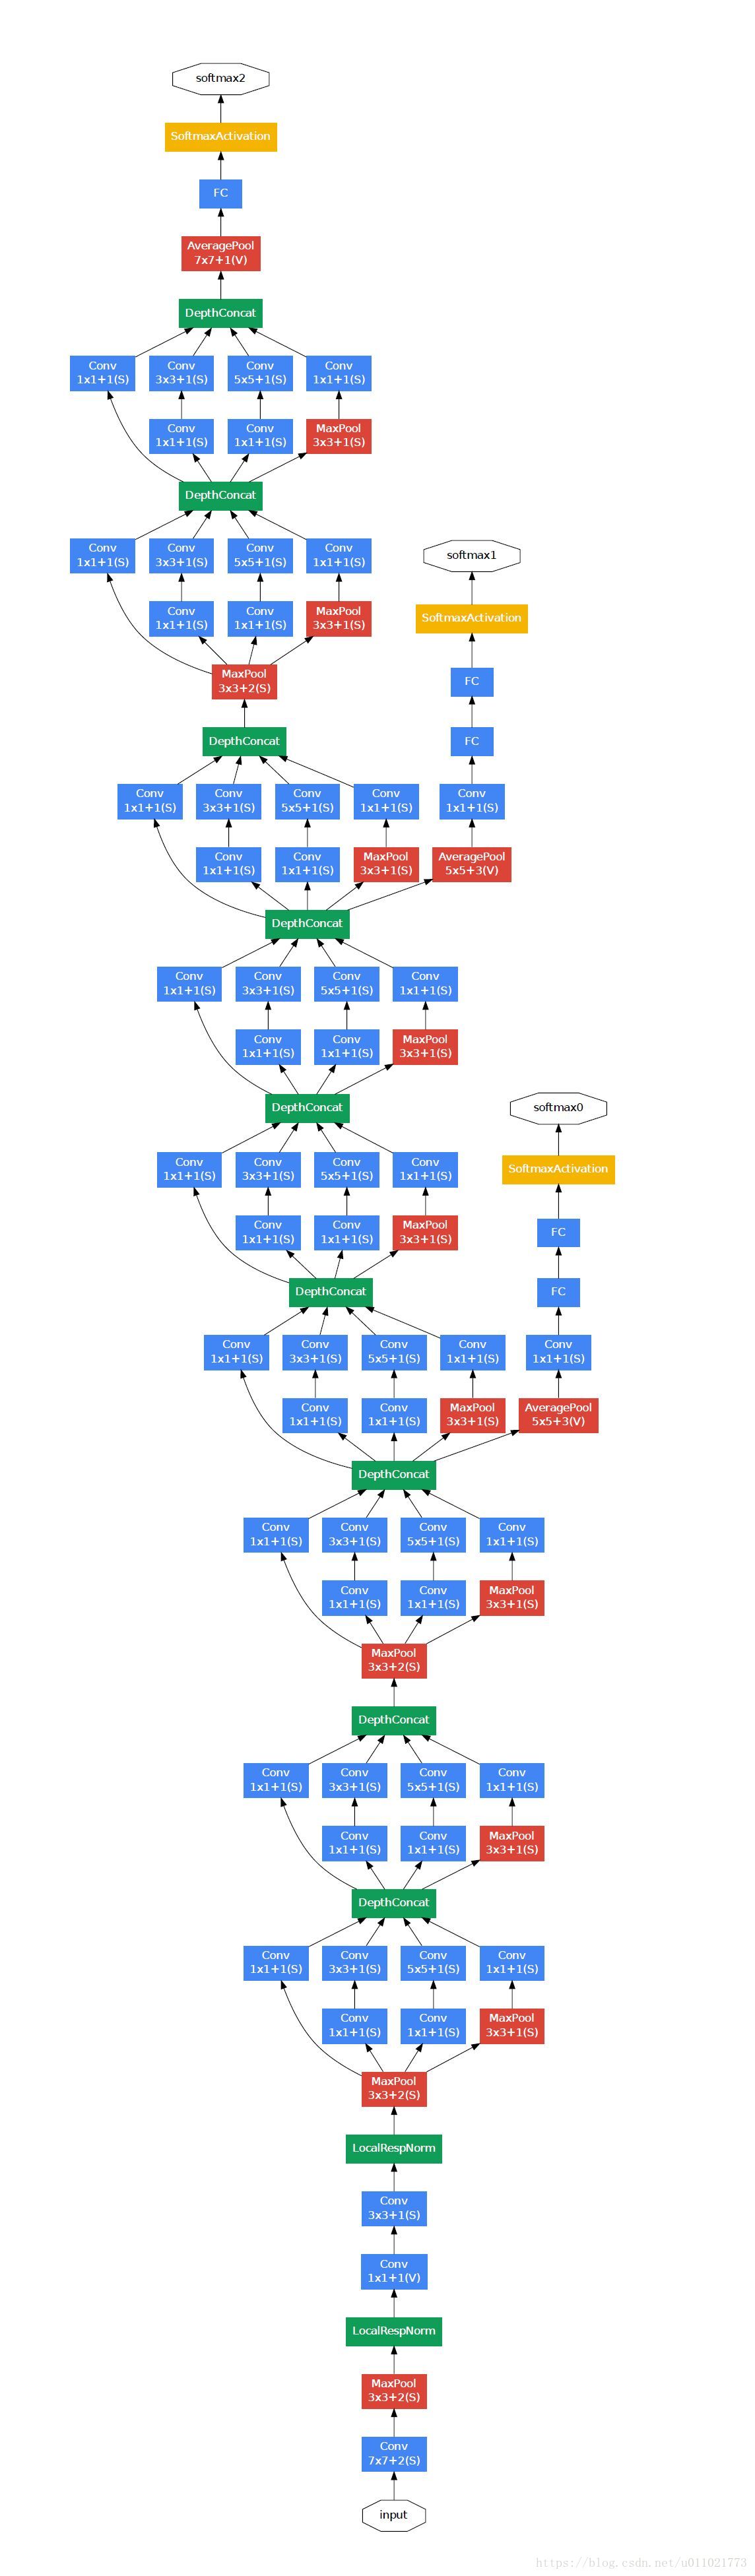 softmax2
SoftmaxActivation
FC
AveragePool
7x7+1(V)
DepthConcat
Conv Conv Conv Conv
1x1+1(S) 3x3+1(S) 5x5+1(S) 1x1+1(S)
Conv Conv MaxPool
1x1+1(S) 1x1+1(S) 3x3+1(S)
DepthConcat
Conv Conv Conv Conv
1x1+1(S) 3x3+1(S) 5x5+1(S) 1x1+1(S)
softmax1
Conv Conv MaxPool
1x1+1(S) 1x1+1(S) 3x3+1(S)
SoftmaxActivation
MaxPool
3x3+2(S)
FC
DepthConcat
FC
Conv Conv Conv Conv Conv
1x1+1(S) 3x3+1(S) 5x5+1(S) 1x1+1(S) 1x1+1(S)
Conv Conv MaxPool AveragePool
1x1+1(S) 1x1+1(S) 3x3+1(S) 5x5+3(V)
DepthConcat
Conv Conv Conv Conv
1x1+1(S) 3x3+1(S) 5x5+1(S) 1x1+1(S)
Conv Conv MaxPool
1x1+1(S) 1x1+1(S) 3x3+1(S)
DepthConcat
softmax0
Conv Conv Conv Conv
1x1+1(S) 3x3+1(S) 5x5+1(S) 1x1+1(S)
SoftmaxActivation
Conv Conv MaxPool
1x1+1(S) 1x1+1(S) 3x3+1(S)
FC
DepthConcat
FC
Conv Conv Conv Conv Conv
1x1+1(S) 3x3+1(S) 5x5+1(S) 1x1+1(S) 1x1+1(S)
Conv Conv MaxPool AveragePool
1x1+1(S) 1x1+1(S) 3x3+1(S) 5x5+3(V)
DepthConcat
Conv Conv Conv Conv
1x1+1(S) 3x3+1(S) 5x5+1(S) 1x1+1(S)
Conv Conv MaxPool
1x1+1(S) 1x1+1(S) 3x3+1(S)
MaxPool
3x3+2(S)
DepthConcat
Conv Conv Conv Conv
1x1+1(S) 3x3+1(S) 5x5+1(S) 1x1+1(S)
Conv Conv MaxPool
1x1+1(S) 1x1+1(S) 3x3+1(S)
DepthConcat
Conv Conv Conv Conv
1x1+1(S) 3x3+1(S) 5x5+1(S) 1x1+1(S)
Conv Conv MaxPool
1x1+1(S) 1x1+1(S) 3x3+1(S)
MaxPool
3x3+2(S)
LocalRespNorm
Conv
3x3+1(S)
Conv
1x1+1(V)
LocalRespNorm
MaxPool
3x3+2(S)
Conv
7x7+2(S)
input
https://blog.csdn.net/u011021773